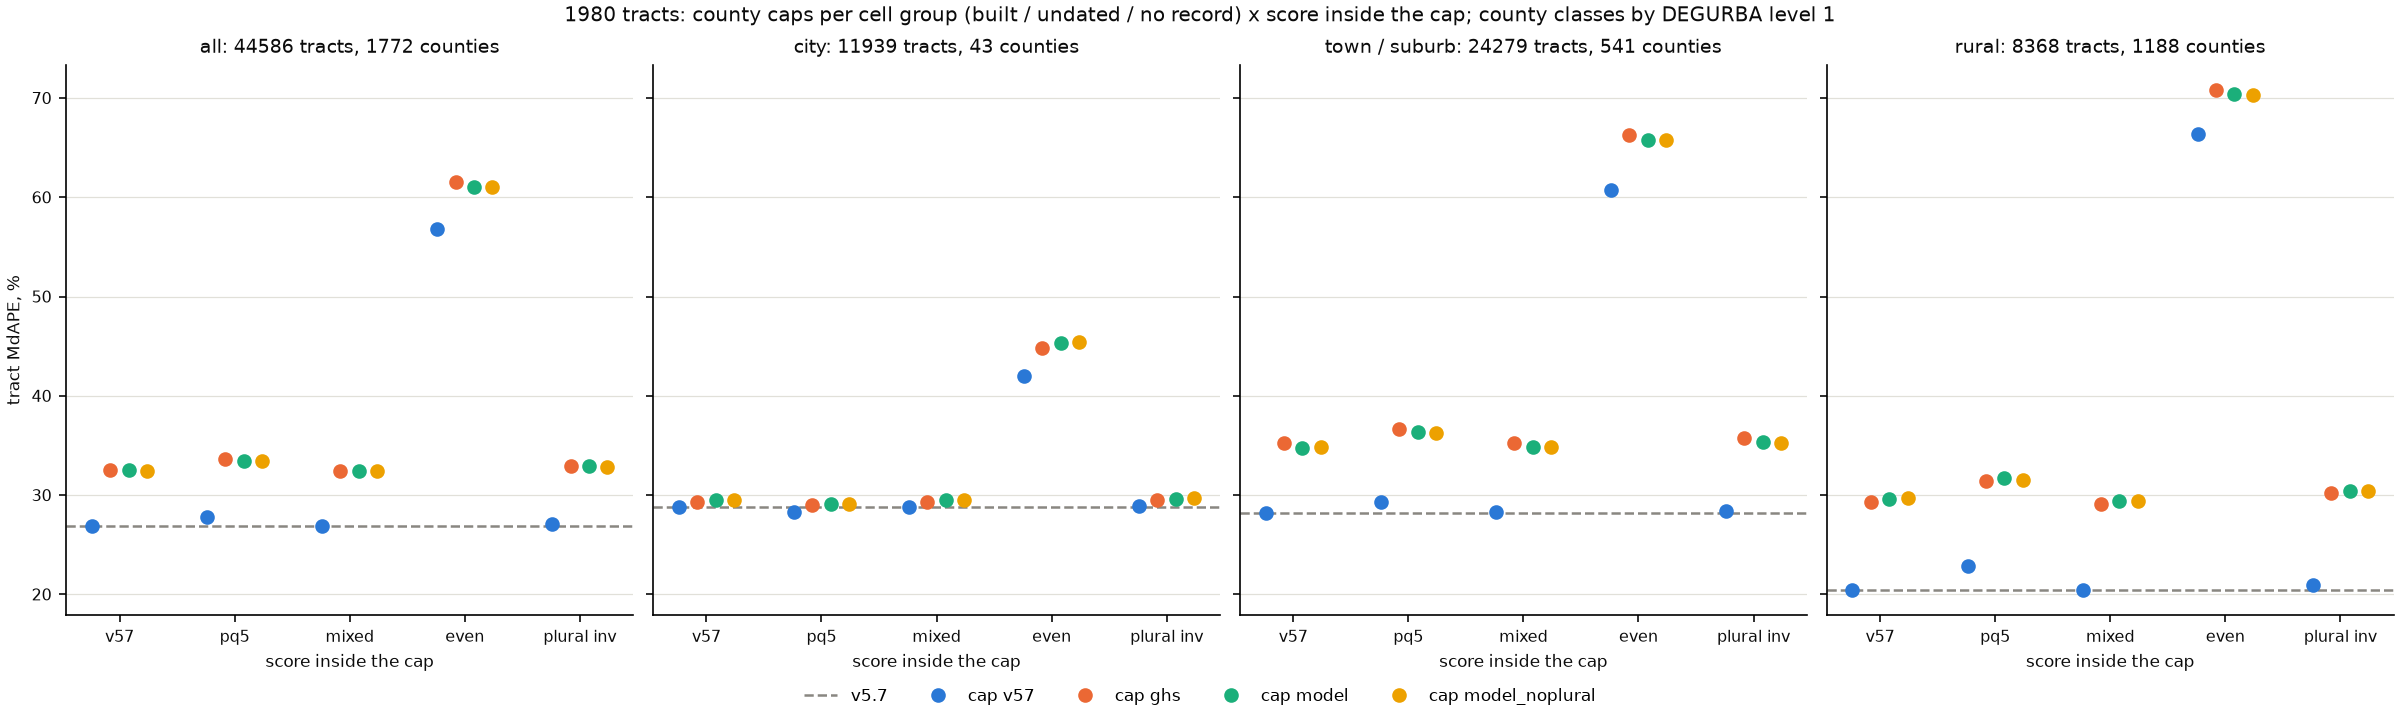 1980 tracts: county caps per cell group (built / undated / no record) x score inside the cap; county classes by DEGURBA level 1
all: 44586 tracts, 1772 counties
city: 11939 tracts, 43 counties
town / suburb: 24279 tracts, 541 counties
rural: 8368 tracts, 1188 counties
tract MdAPE, %
70
60
50
40
30
20
v57 pq5 mixed even plural inv
v57 pq5 mixed even plural inv
v57 pq5 mixed even plural inv
v57 pq5 mixed even plural inv
score inside the cap
score inside the cap
score inside the cap
score inside the cap
v5.7 cap v57 cap ghs cap model cap model_noplural